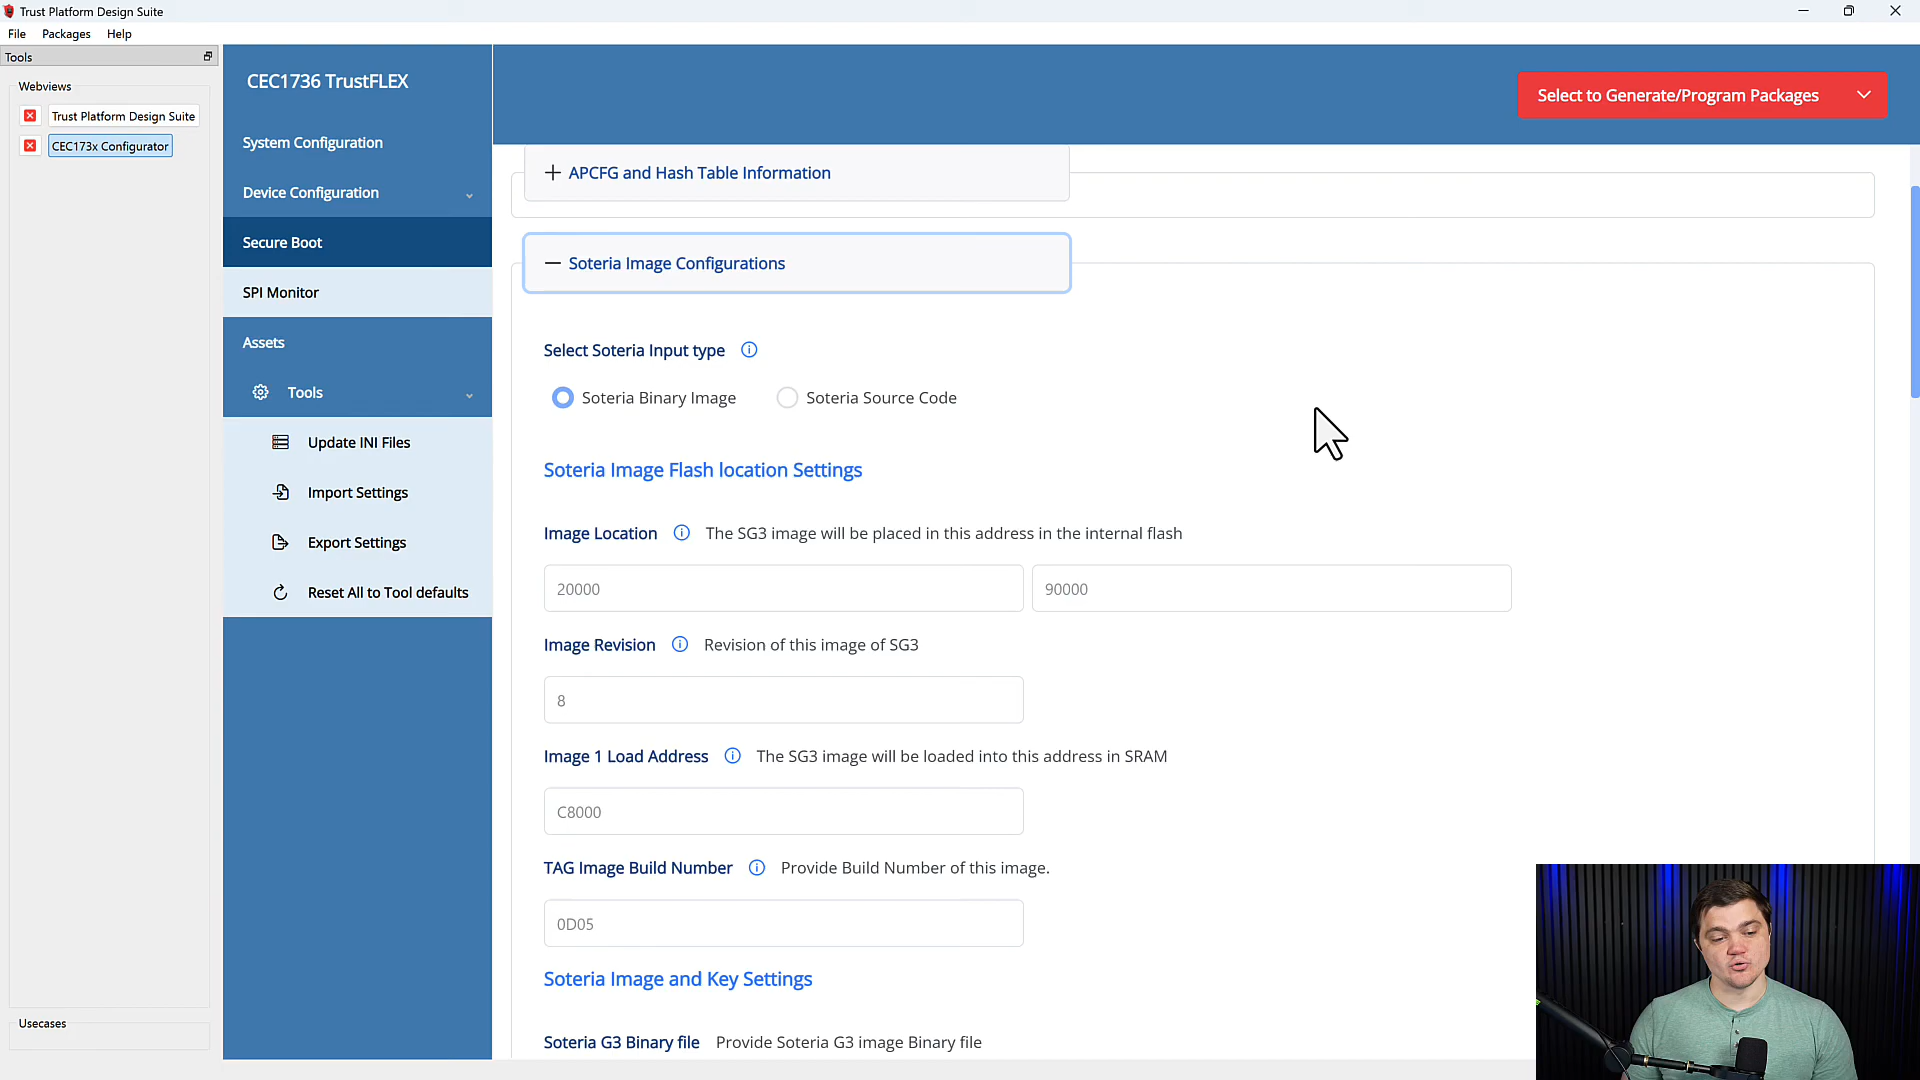 Trust Platform Design Suite
File Packages Help
Tools
Webviews
Trust Platform Design Suite
CEC173x Configurator
Usecases
CEC1736 TrustFLEX
System Configuration
Device Configuration
Secure Boot
SPI Monitor
Assets
Tools
Update INI Files
Import Settings
Export Settings
Reset All to Tool defaults
Select to Generate/Program Packages
APCFG and Hash Table Information
Soteria Image Configurations
Select Soteria Input type
Soteria Binary Image Soteria Source Code
Soteria Image Flash location Settings
Image Location The SG3 image will be placed in this address in the internal flash
20000 90000
Image Revision Revision of this image of SG3
8
Image 1 Load Address The SG3 image will be loaded into this address in SRAM
C8000
TAG Image Build Number Provide Build Number of this image.
0D05
Soteria Image and Key Settings
Soteria G3 Binary file Provide Soteria G3 image Binary file